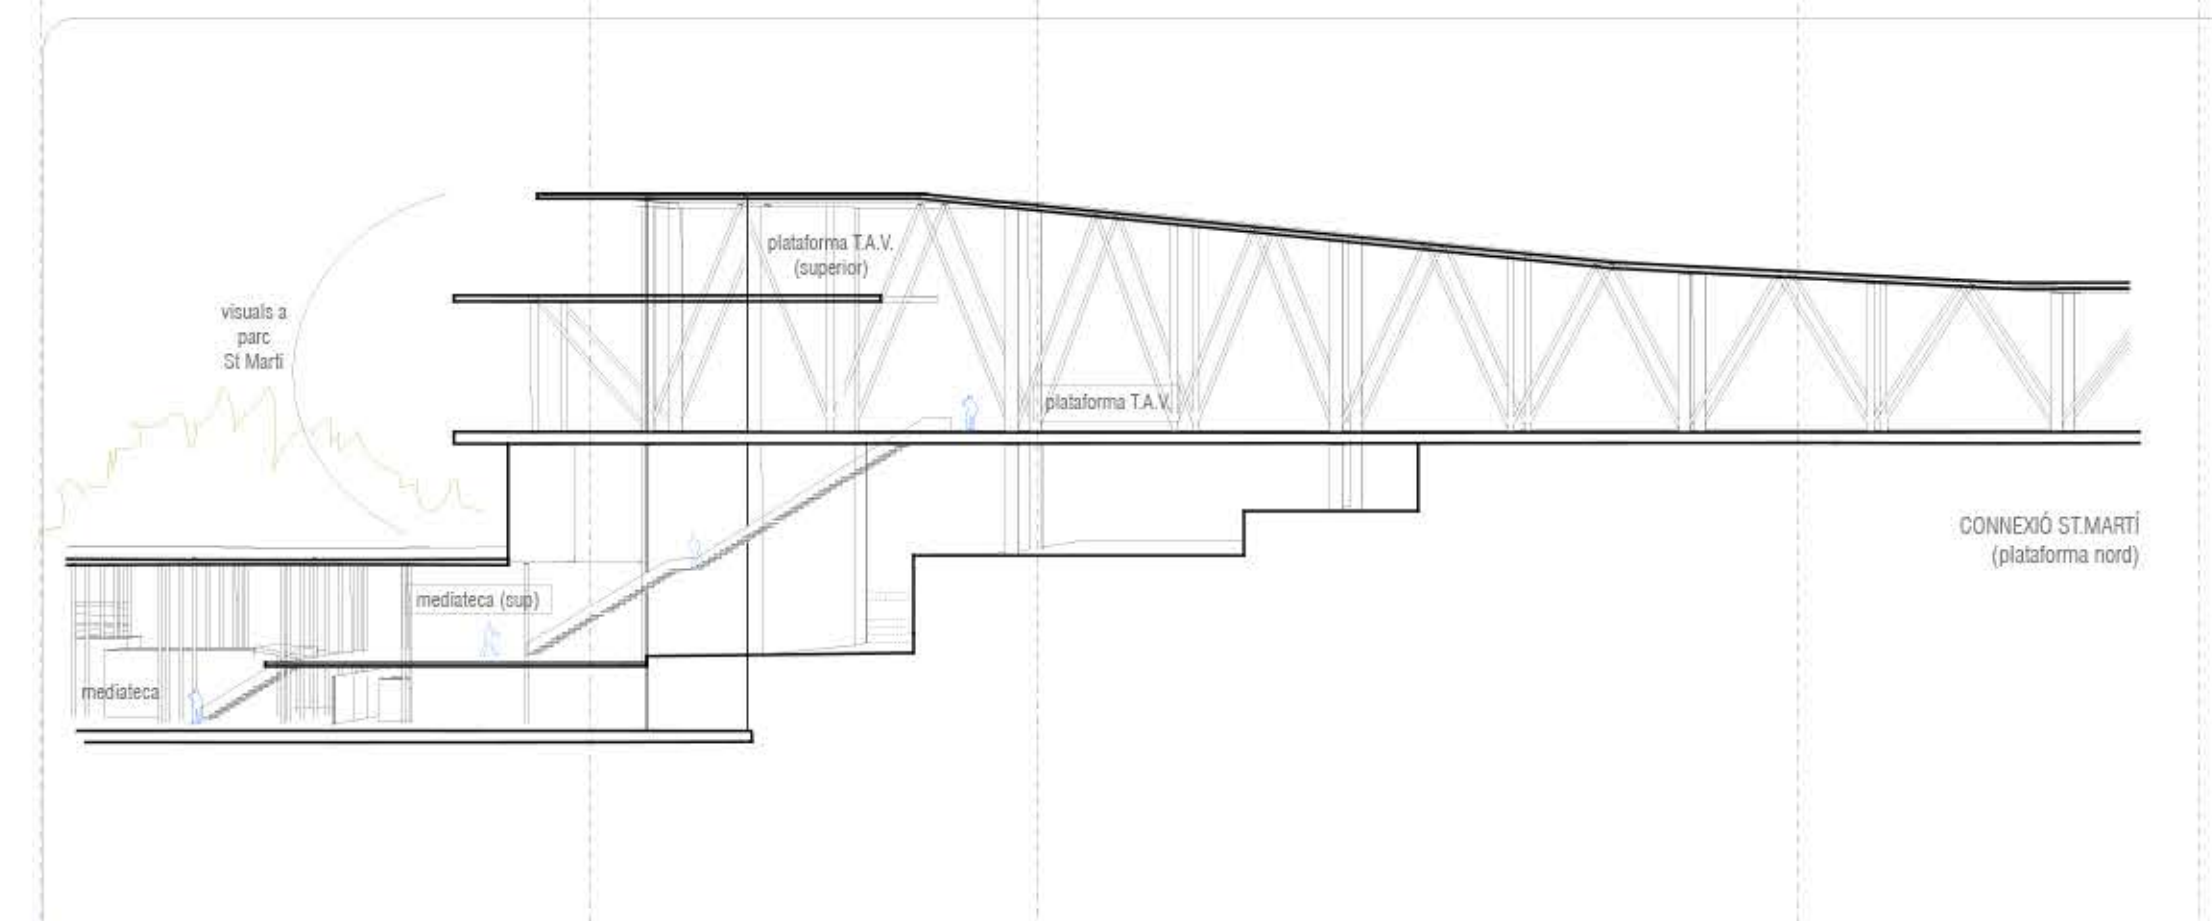 plataforma T.A.V.
(superior)
visuals a
parc
St Martí
plataforma T.A.V.
CONNEXIÓ ST.MARTÍ
(plataforma nord)
mediateca (sup)
mediateca